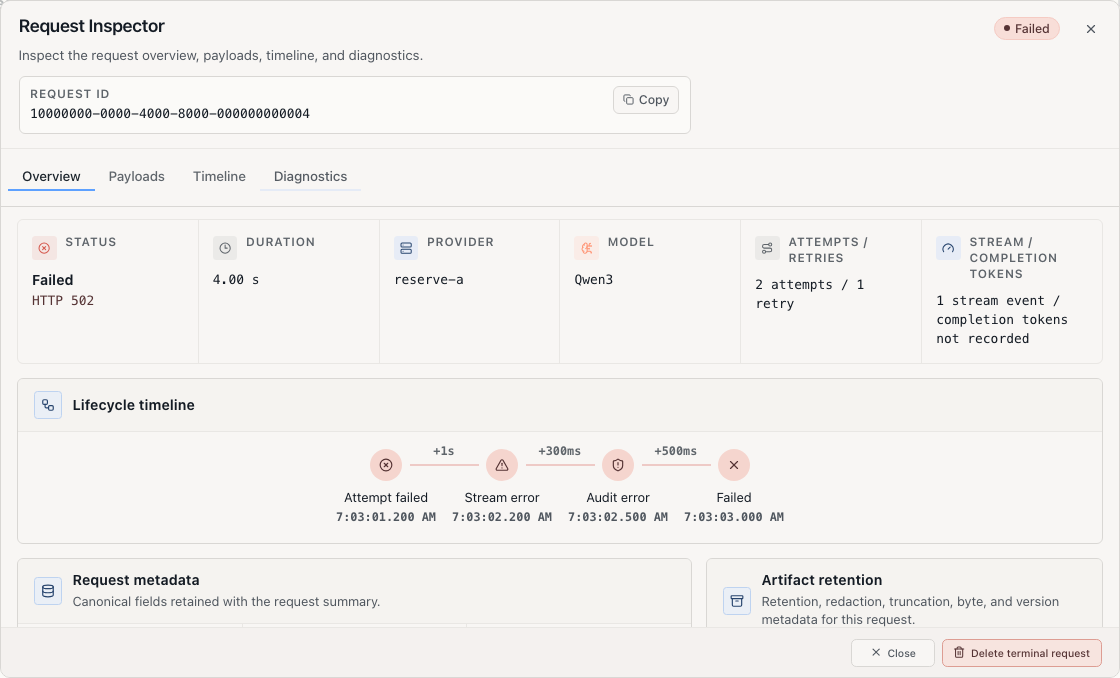 Request Inspector
Failed
Inspect the request overview, payloads, timeline, and diagnostics.
REQUEST ID
10000000-0000-4000-8000-000000000004
Copy
Overview
Payloads
Timeline
Diagnostics
STATUS
Failed
HTTP 502
DURATION
4.00 s
PROVIDER
reserve-a
MODEL
Qwen3
ATTEMPTS /
RETRIES
2 attempts / 1
retry
STREAM /
COMPLETION
TOKENS
1 stream event /
completion tokens
not recorded
Lifecycle timeline
+1s
+300ms
+500ms
Attempt failed
Stream error
Audit error
Failed
7:03:01.200 AM
7:03:02.200 AM
7:03:02.500 AM
7:03:03.000 AM
Request metadata
Canonical fields retained with the request summary.
Artifact retention
Retention, redaction, truncation, byte, and version
metadata for this request.
Close
Delete terminal request